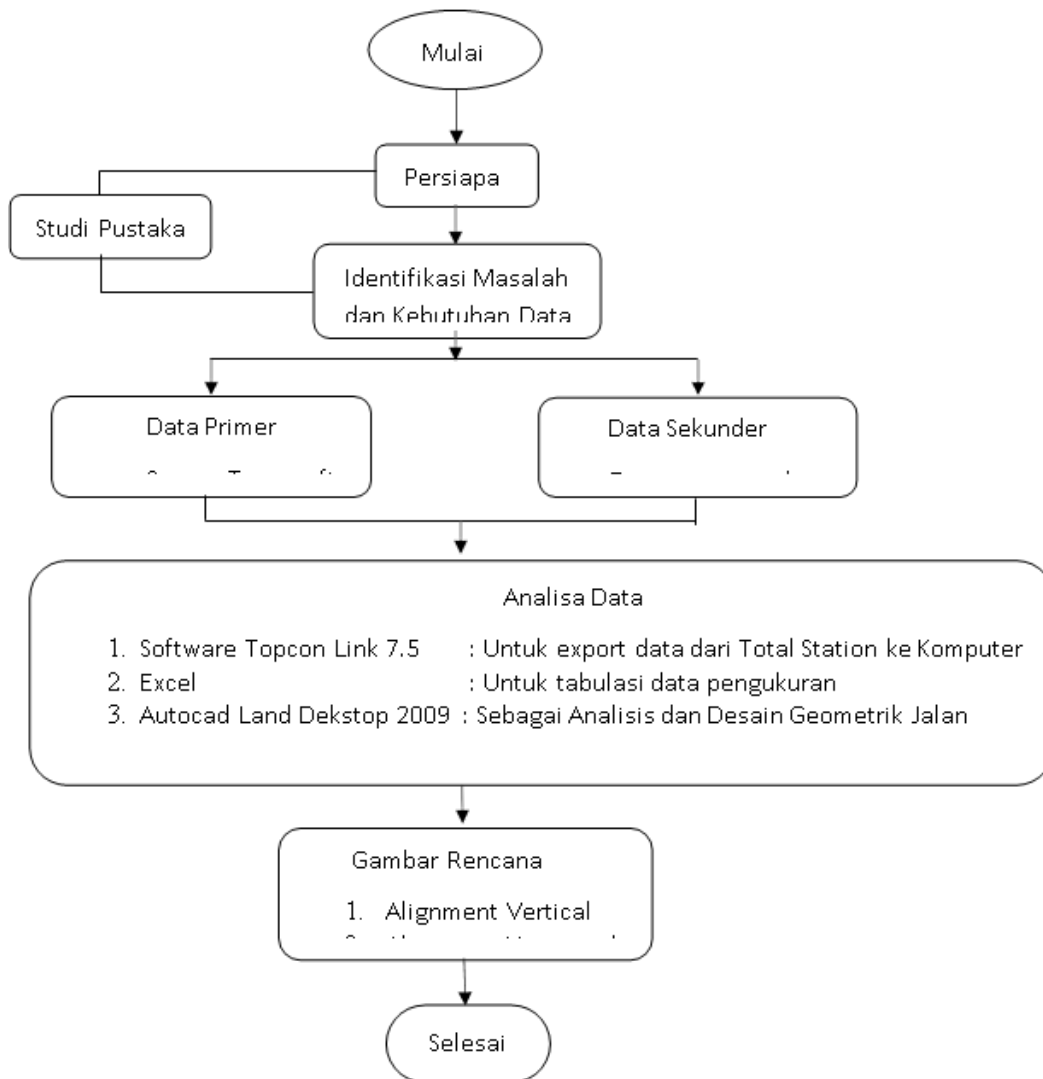 Mulai
Persiapa
Studi Pustaka
Identifikasi Masalah
dan Kebutuhan Data
Data Primer
Data Sekunder
Analisa Data
1. Software Topcon Link 7.5 : Untuk export data dari Total Station ke Komputer
2. Excel : Untuk tabulasi data pengukuran
3. Autocad Land Dekstop 2009 : Sebagai Analisis dan Desain Geometrik Jalan
Gambar Rencana
1. Alignment Vertical
Selesai